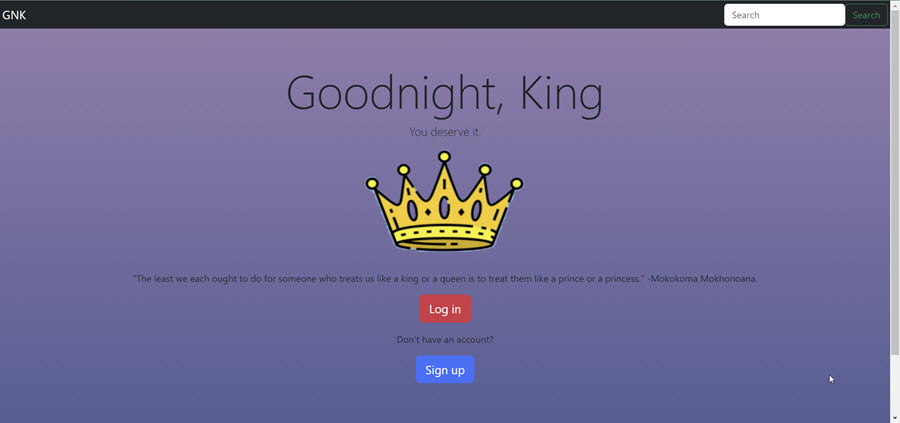 GNK
Search Search
Goodnight, King
You deserve it.
"The least we each ought to do for someone who treats us like a king or a queen is to treat them like a prince or a princess." -Mokokoma Mokhonoana.
Log in
Don't have an account?
Sign up